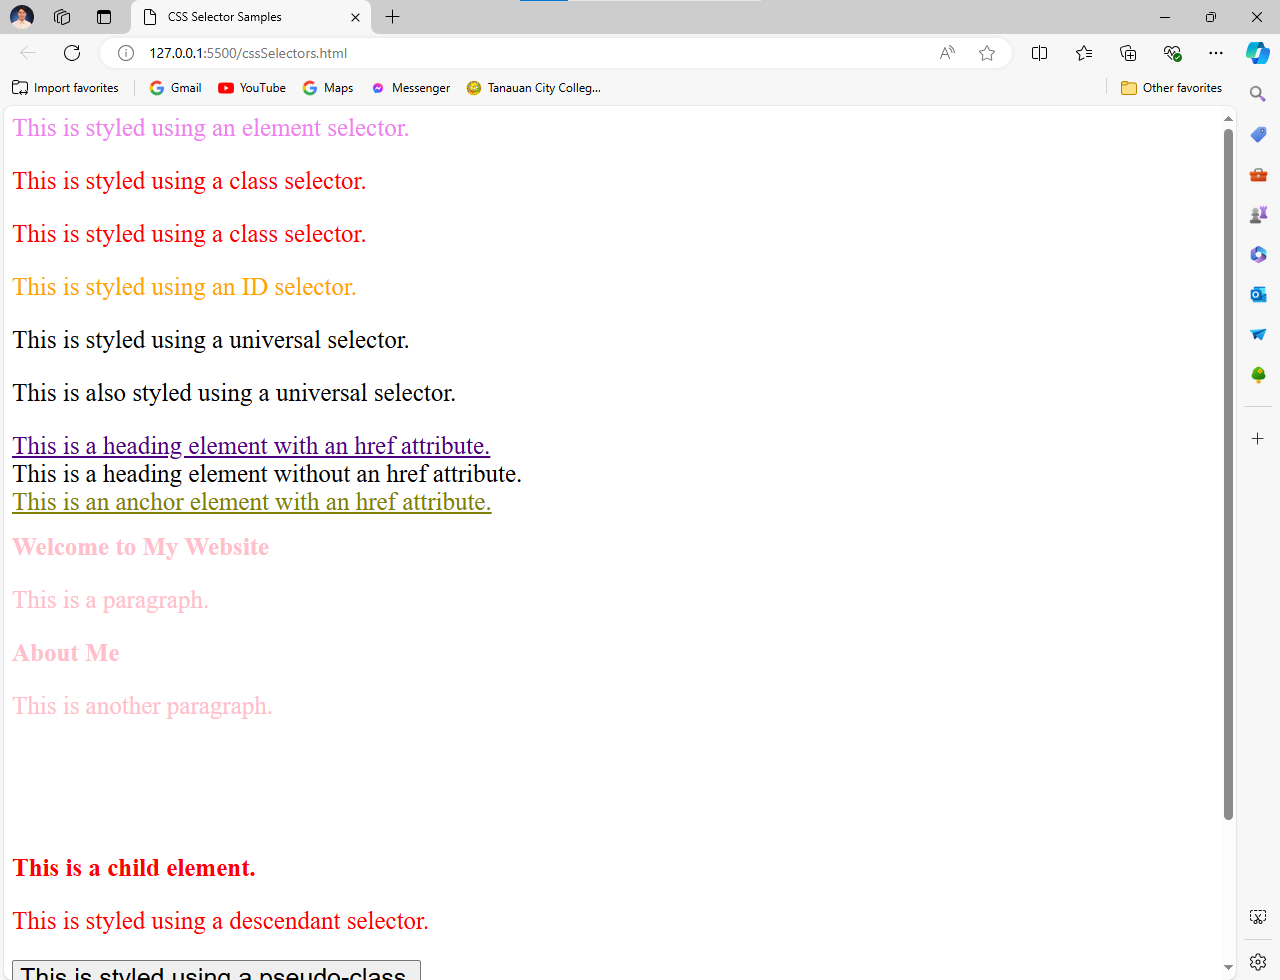 CSS Selector Samples
127.0.0.1:5500/cssSelectors.html
Import favorites
Gmail
YouTube
Maps
Messenger
Tanauan City Colleg...
Other favorites
This is styled using an element selector.
This is styled using a class selector.
This is styled using a class selector.
This is styled using an ID selector.
This is styled using a universal selector.
This is also styled using a universal selector.
This is a heading element with an href attribute.
This is a heading element without an href attribute.
This is an anchor element with an href attribute.
Welcome to My Website
This is a paragraph.
About Me
This is another paragraph.
This is a child element.
This is styled using a descendant selector.
This is styled using a pseudo-class